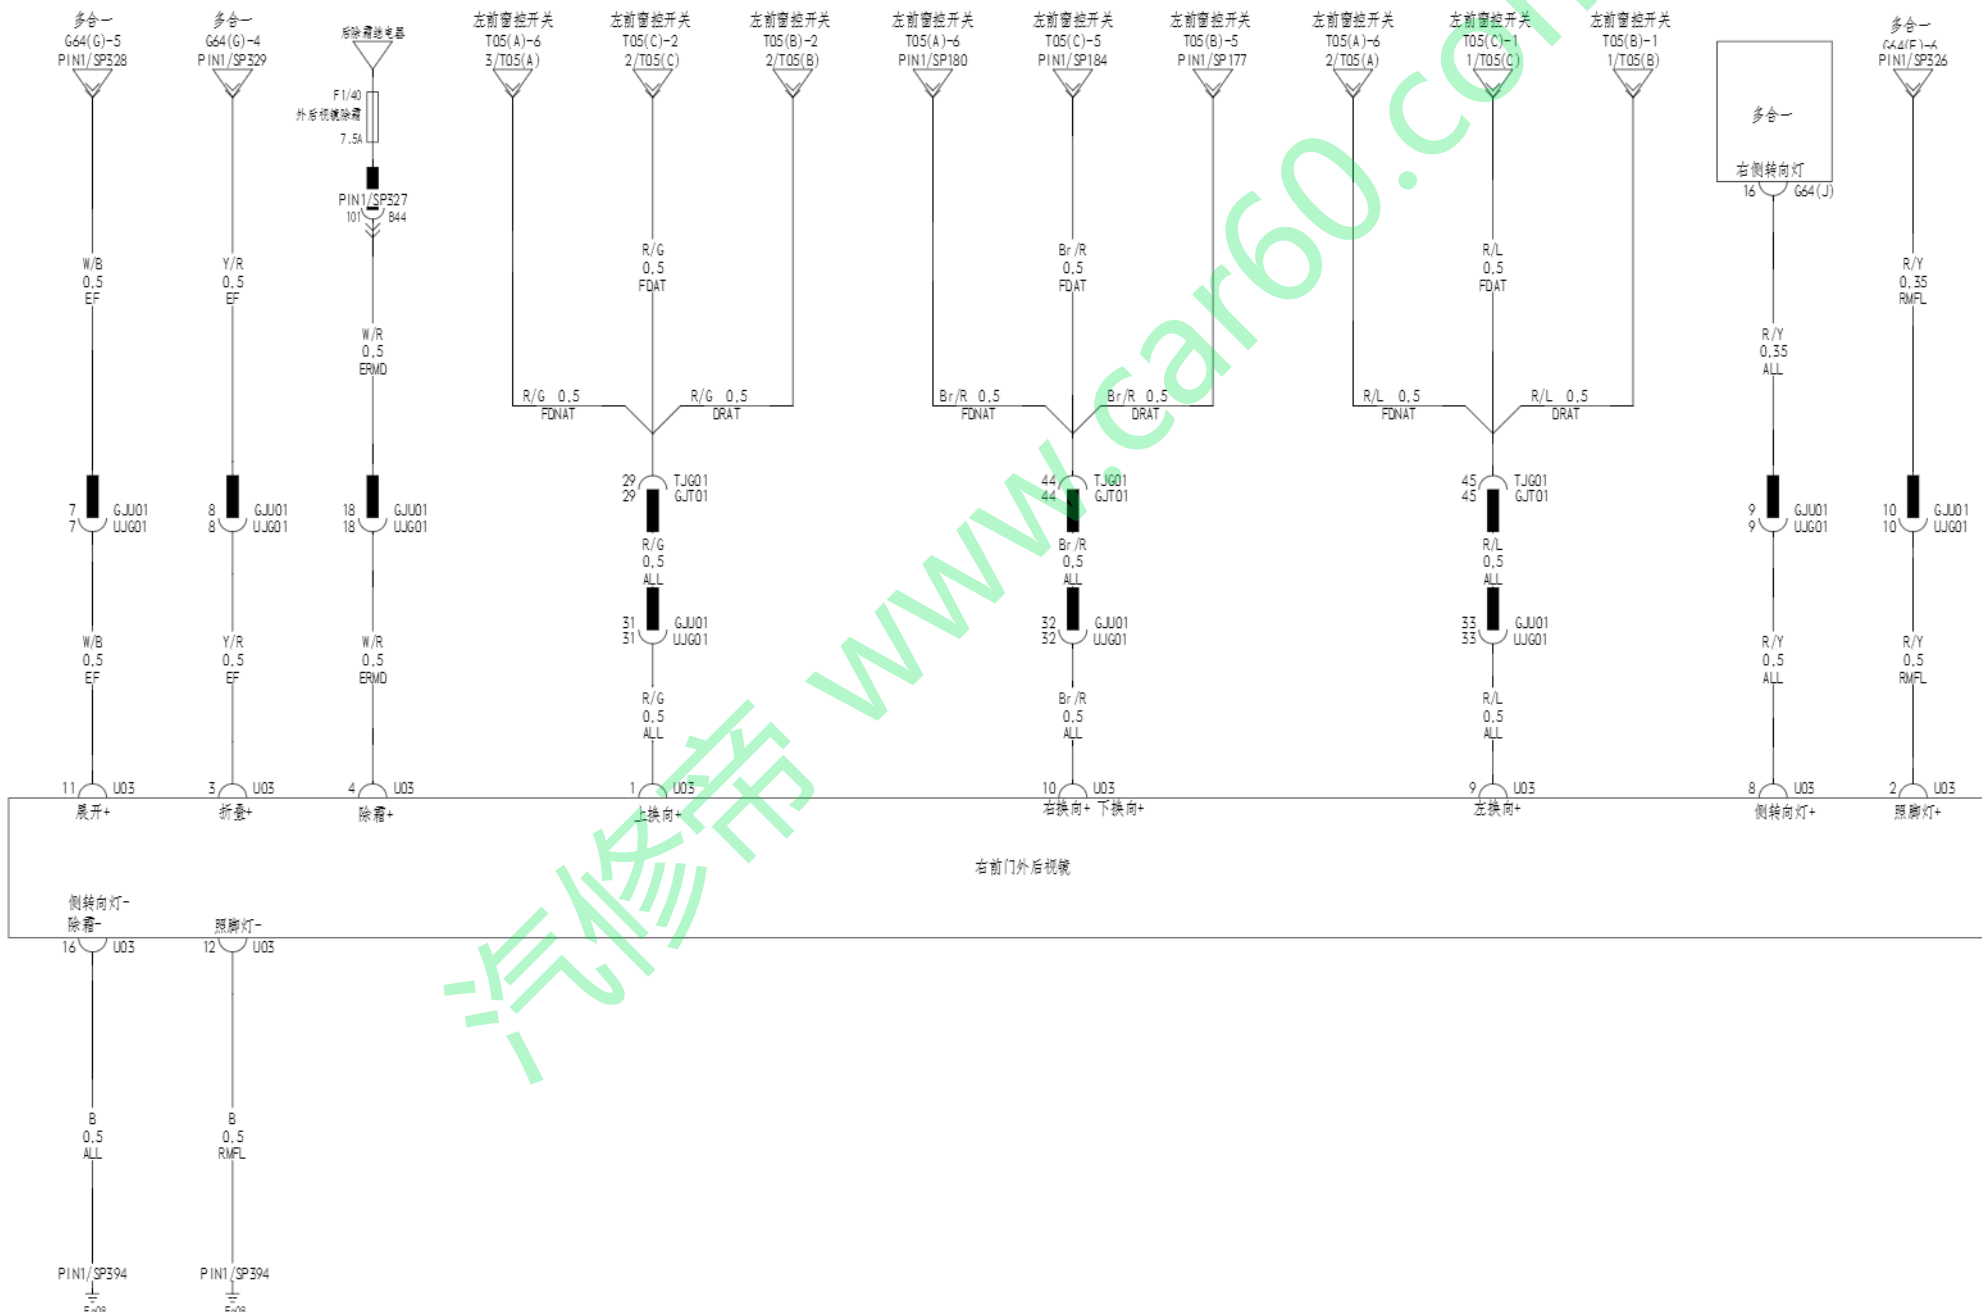 多合一
G64(G)-5
PIN1/SP328
多合一
G64(G)-4
PIN1/SP329
后除霜继电器
左前窗控开关
T05(A)-6
3/T05(A)
左前窗控开关
T05(C)-2
2/T05(C)
左前窗控开关
T05(B)-2
2/T05(B)
左前窗控开关
T05(A)-6
PIN1/SP180
左前窗控开关
T05(C)-5
PIN1/SP184
左前窗控开关
T05(B)-5
PIN1/SP177
左前窗控开关
T05(A)-6
2/T05(A)
左前窗控开关
T05(C)-1
1/T05(C)
左前窗控开关
T05(B)-1
1/T05(B)
多合一
G64(E)-6
PIN1/SP326
F1/40
外后视镜除霜
7.5A
PIN1/SP327
101 B44
多合一
右侧转向灯
16 G64(J)
W/B
0.5
EF
Y/R
0.5
EF
W/R
0.5
ERMD
R/G
0.5
FDAT
Br/R
0.5
FDAT
R/L
0.5
FDAT
R/Y
0.35
ALL
R/Y
0.35
RMFL
R/G 0.5
FDNAT
R/G 0.5
DRAT
Br/R 0.5
FDNAT
Br/R 0.5
DRAT
R/L 0.5
FDNAT
R/L 0.5
DRAT
7 GJU01
7 UJG01
8 GJU01
8 UJG01
18 GJU01
18 UJG01
29 TJG01
29 GJT01
44 TJG01
44 GJT01
45 TJG01
45 GJT01
9 GJU01
9 UJG01
10 GJU01
10 UJG01
R/G
0.5
ALL
Br/R
0.5
ALL
R/L
0.5
ALL
31 GJU01
31 UJG01
32 GJU01
32 UJG01
33 GJU01
33 UJG01
W/B
0.5
EF
Y/R
0.5
EF
W/R
0.5
ERMD
R/G
0.5
ALL
Br/R
0.5
ALL
R/L
0.5
ALL
R/Y
0.5
ALL
R/Y
0.5
RMFL
11 U03
展开+
3 U03
折叠+
4 U03
除霜+
1 U03
上换向+
10 U03
右换向+ 下换向+
9 U03
左换向+
8 U03
侧转向灯+
2 U03
照脚灯+
右前门外后视镜
侧转向灯-
除霜-
16 U03
照脚灯-
12 U03
B
0.5
ALL
B
0.5
RMFL
PIN1/SP394
PIN1/SP394
汽修帝 www.car60.com